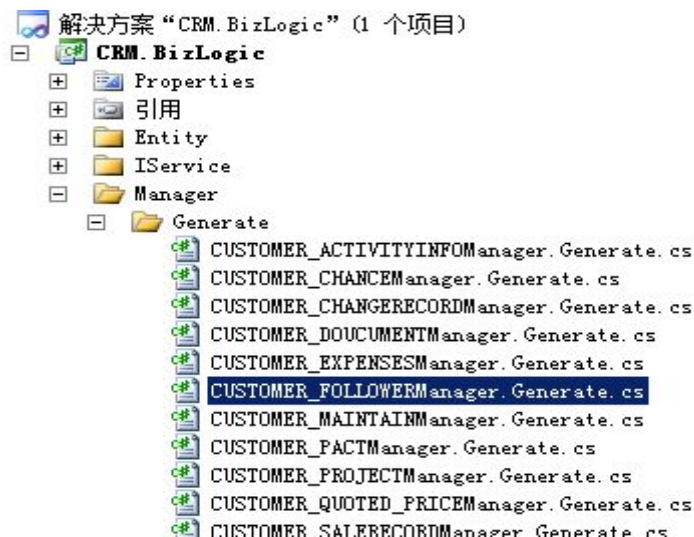 解决方案“CRM.BizLogic”(1 个项目)
CRM.BizLogic
Properties
引用
Entity
IService
Manager
Generate
CUSTOMER_ACTIVITYINFOManager.Generate.cs
CUSTOMER_CHANCEManager.Generate.cs
CUSTOMER_CHANGERECORDManager.Generate.cs
CUSTOMER_DOUCUMENTManager.Generate.cs
CUSTOMER_EXPENSESManager.Generate.cs
CUSTOMER_FOLLOWERManager.Generate.cs
CUSTOMER_MAINTAINManager.Generate.cs
CUSTOMER_PACTManager.Generate.cs
CUSTOMER_PROJECTManager.Generate.cs
CUSTOMER_QUOTED_PRICEManager.Generate.cs
CUSTOMER_SALERECORDManager.Generate.cs